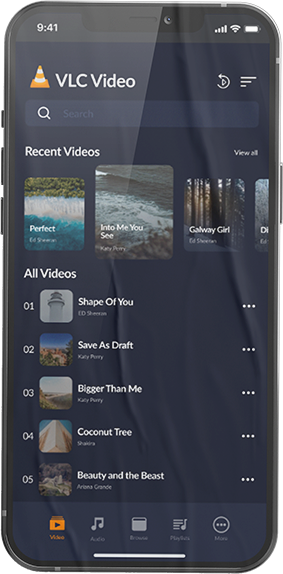 9:41
VLC Video
Search
Recent Videos
View all
Perfect
Ed Sheeran
Into Me You
See
Katy Perry
Galway Girl
Ed Sheeran
Di
All Videos
01
Shape Of You
ED Sheeran
02
Save As Draft
Katy Perry
03
Bigger Than Me
Katy Perry
04
Coconut Tree
Shakira
05
Beauty and the Beast
Ariana Grande
Video
Audio
Browse
Playlists
More